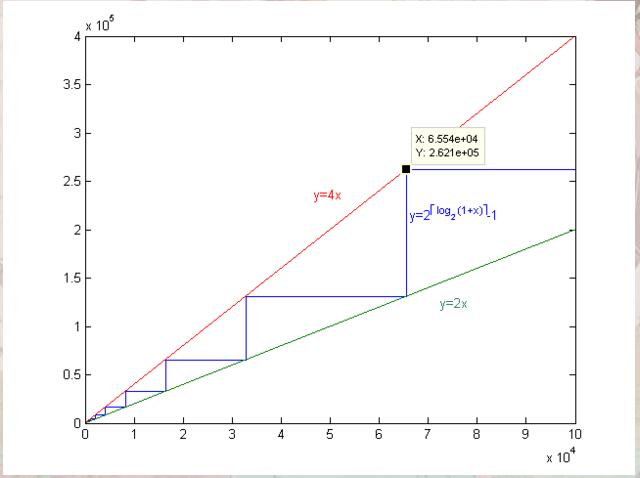 x 10^5
4
3.5
3
2.5
2
1.5
1
0.5
0
X: 6.554e+04
Y: 2.621e+05
y=4x
y=2^⌈log_2(1+x)⌉-1
y=2x
0 1 2 3 4 5 6 7 8 9 10
x 10^4